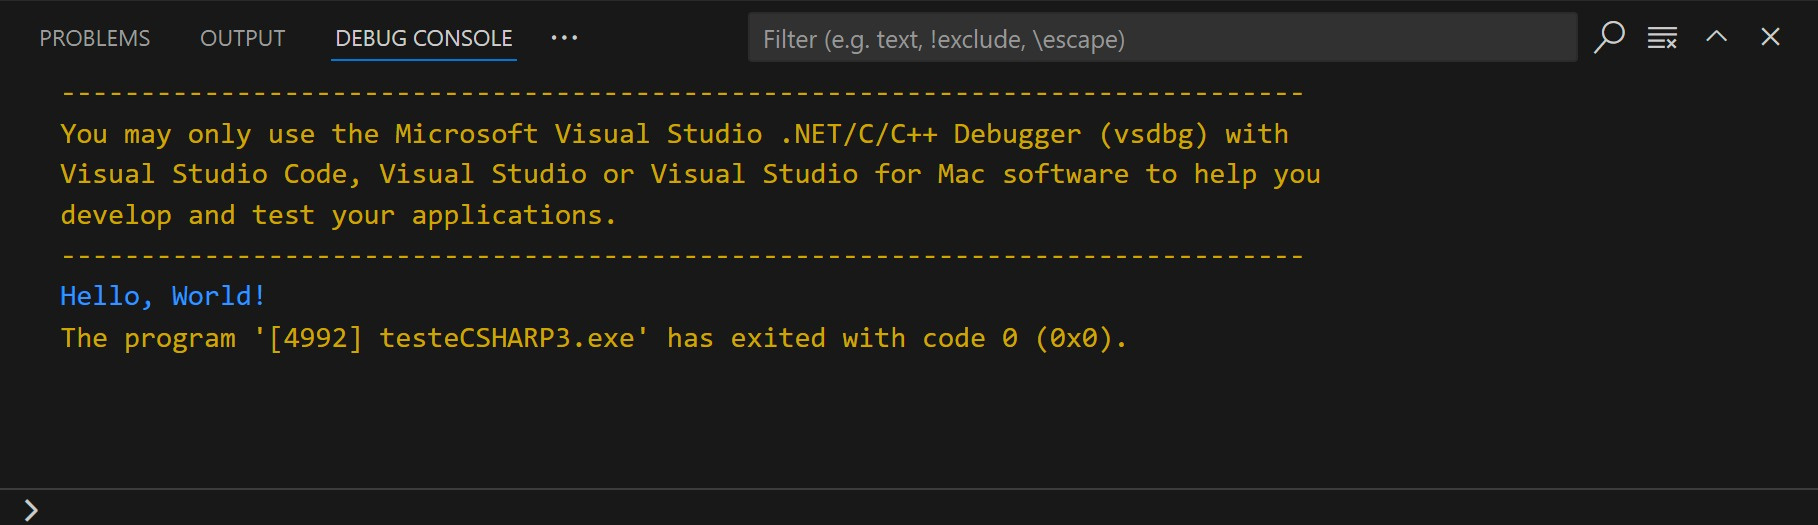 PROBLEMS OUTPUT DEBUG CONSOLE ··· Filter (e.g. text, !exclude, \escape)
------------------------------------------------------------------------------
You may only use the Microsoft Visual Studio .NET/C/C++ Debugger (vsdbg) with
Visual Studio Code, Visual Studio or Visual Studio for Mac software to help you
develop and test your applications.
------------------------------------------------------------------------------
Hello, World!
The program '[4992] testeCSHARP3.exe' has exited with code 0 (0x0).